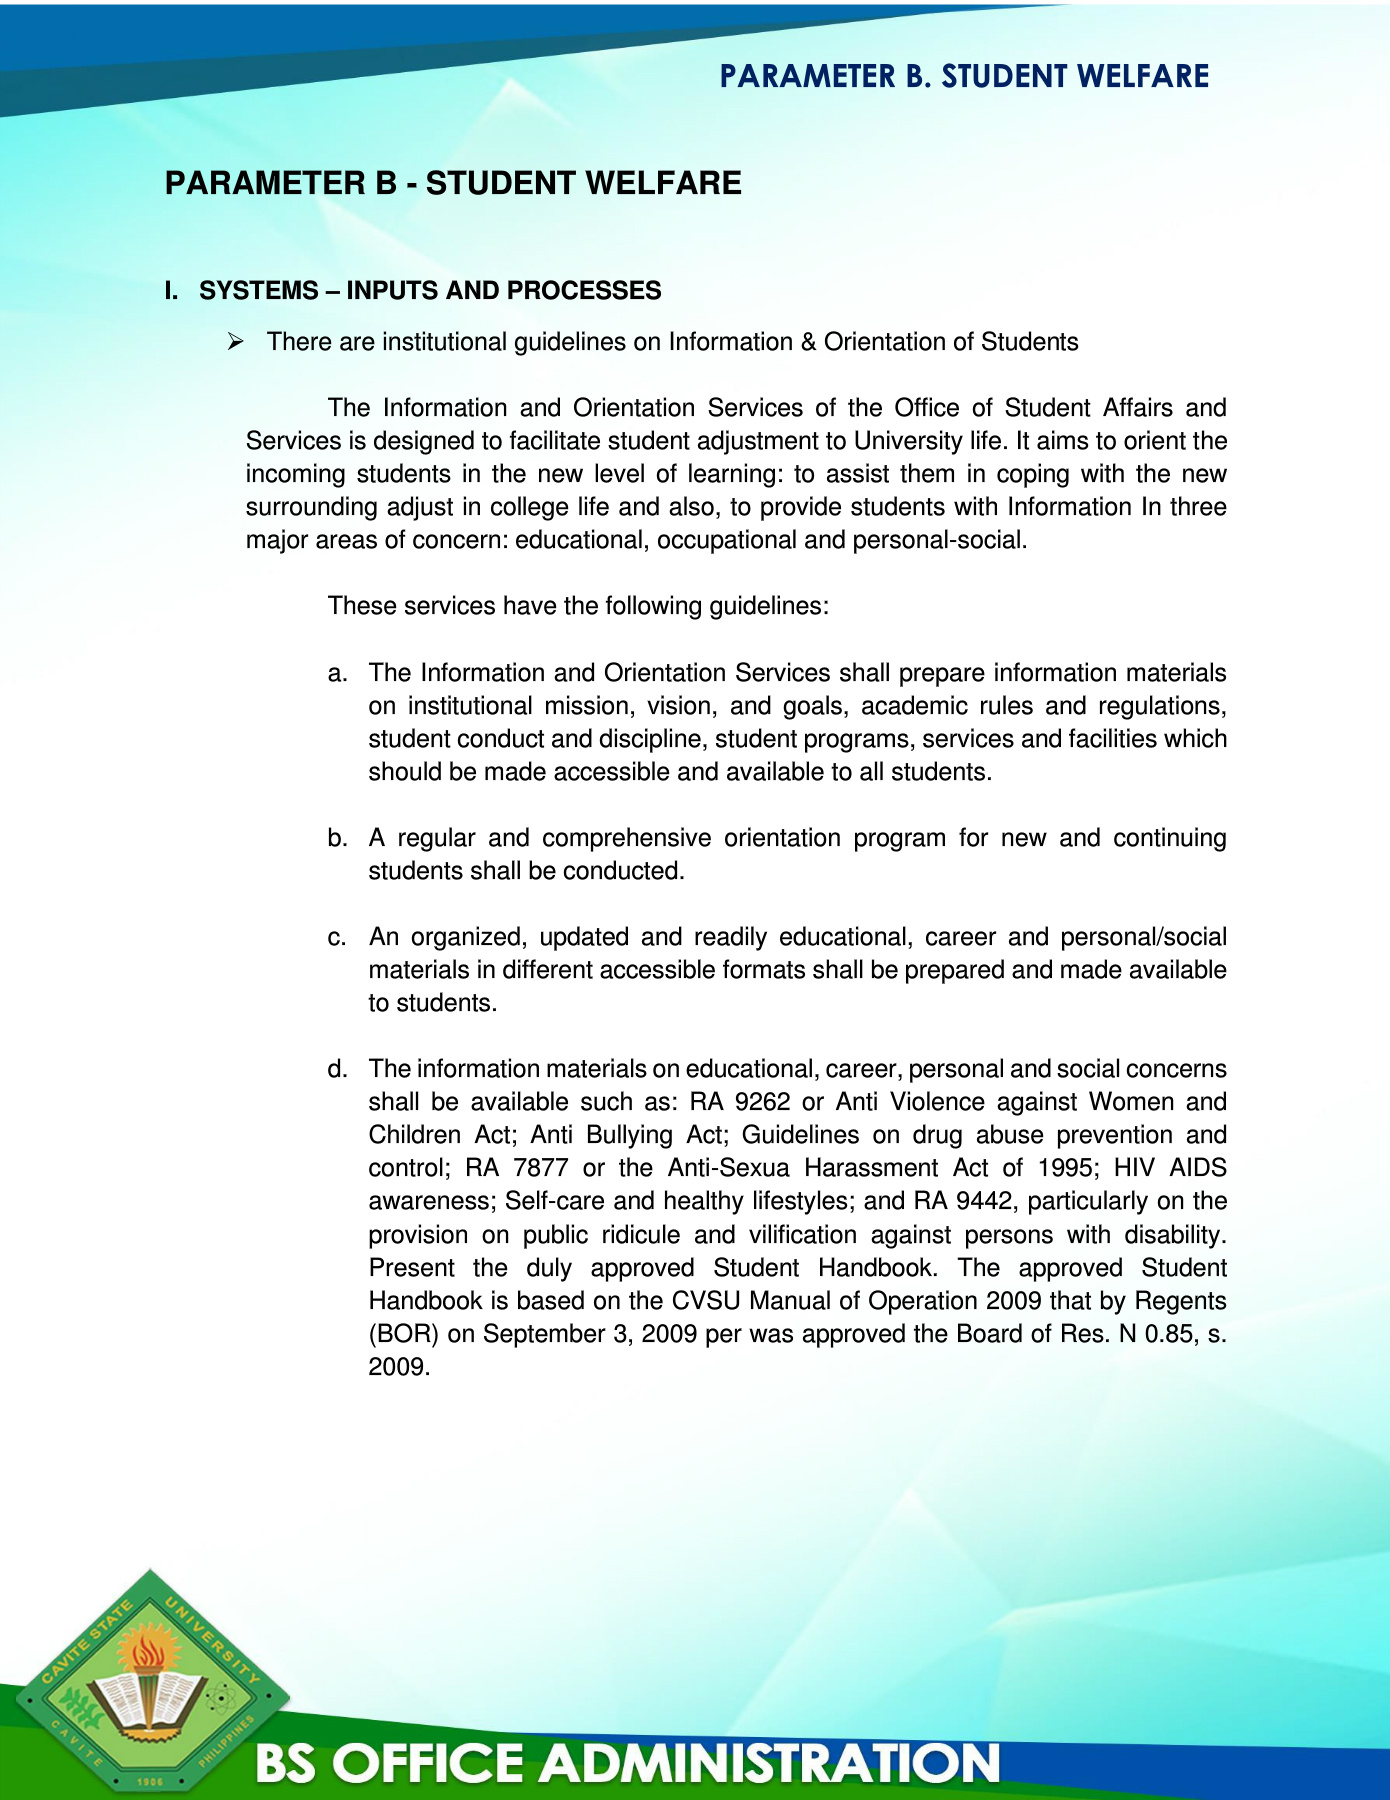 PARAMETER B. STUDENT WELFARE
PARAMETER B - STUDENT WELFARE
I. SYSTEMS – INPUTS AND PROCESSES
➢ There are institutional guidelines on Information & Orientation of Students
The Information and Orientation Services of the Office of Student Affairs and
Services is designed to facilitate student adjustment to University life. It aims to orient the
incoming students in the new level of learning: to assist them in coping with the new
surrounding adjust in college life and also, to provide students with Information In three
major areas of concern: educational, occupational and personal-social.
These services have the following guidelines:
a. The Information and Orientation Services shall prepare information materials
on institutional mission, vision, and goals, academic rules and regulations,
student conduct and discipline, student programs, services and facilities which
should be made accessible and available to all students.
b. A regular and comprehensive orientation program for new and continuing
students shall be conducted.
c. An organized, updated and readily educational, career and personal/social
materials in different accessible formats shall be prepared and made available
to students.
d. The information materials on educational, career, personal and social concerns
shall be available such as: RA 9262 or Anti Violence against Women and
Children Act; Anti Bullying Act; Guidelines on drug abuse prevention and
control; RA 7877 or the Anti-Sexua Harassment Act of 1995; HIV AIDS
awareness; Self-care and healthy lifestyles; and RA 9442, particularly on the
provision on public ridicule and vilification against persons with disability.
Present the duly approved Student Handbook. The approved Student
Handbook is based on the CVSU Manual of Operation 2009 that by Regents
(BOR) on September 3, 2009 per was approved the Board of Res. N 0.85, s.
2009.
CAVITE STATE UNIVERSITY
CAVITE 1906 PHILIPPINES
BS OFFICE ADMINISTRATION